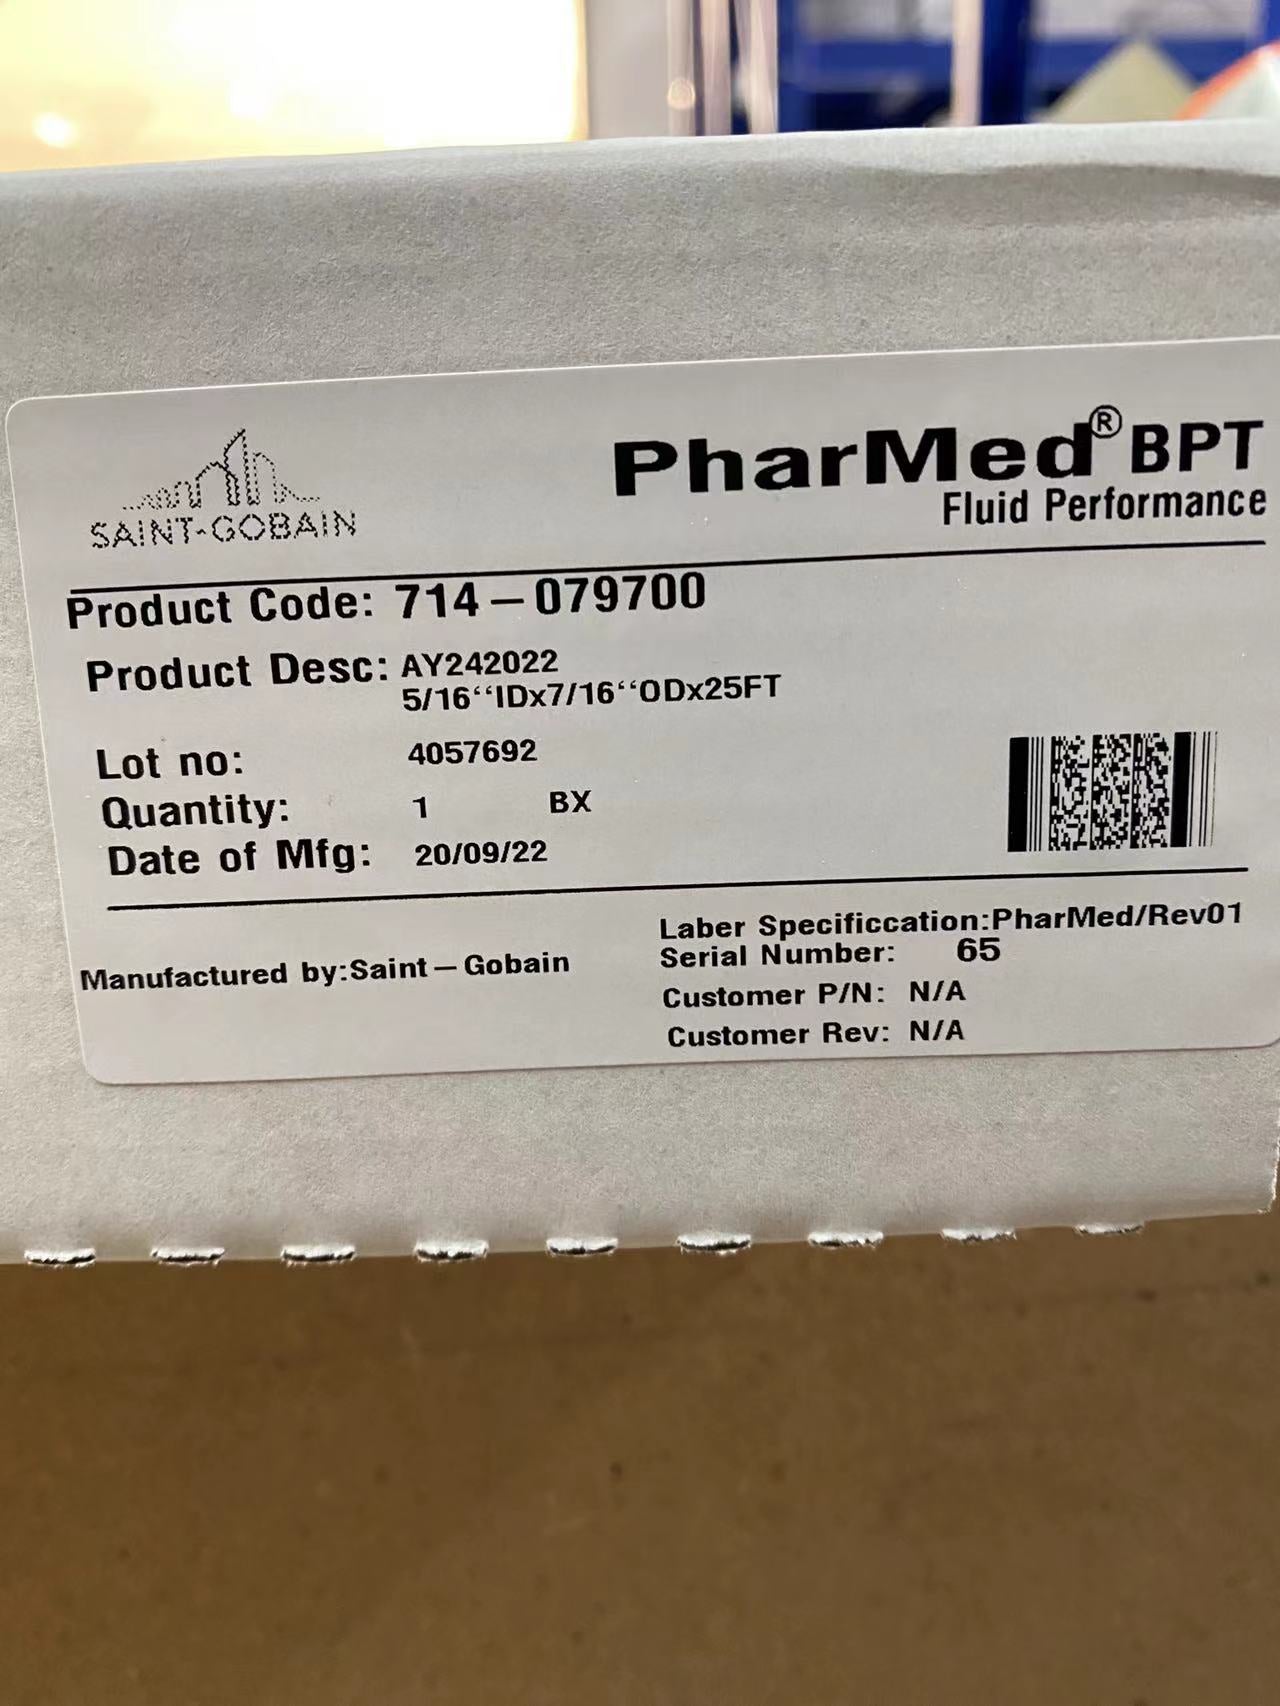 SAINT-GOBAIN
PharMed® BPT
Fluid Performance
Product Code: 714-079700
Product Desc: AY242022
5/16‘‘IDx7/16‘‘ODx25FT
Lot no: 4057692
Quantity: 1 BX
Date of Mfg: 20/09/22
Manufactured by:Saint-Gobain
Laber Specificcation:PharMed/Rev01
Serial Number: 65
Customer P/N: N/A
Customer Rev: N/A